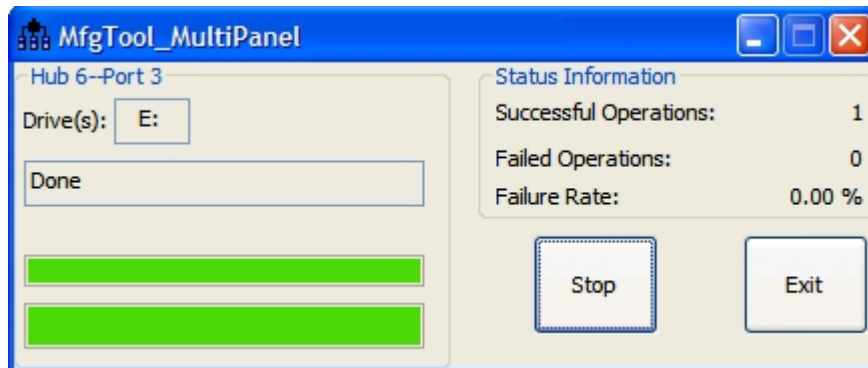 MfgTool_MultiPanel
Hub 6--Port 3
Drive(s): E:
Done
Status Information
Successful Operations: 1
Failed Operations: 0
Failure Rate: 0.00 %
Stop
Exit